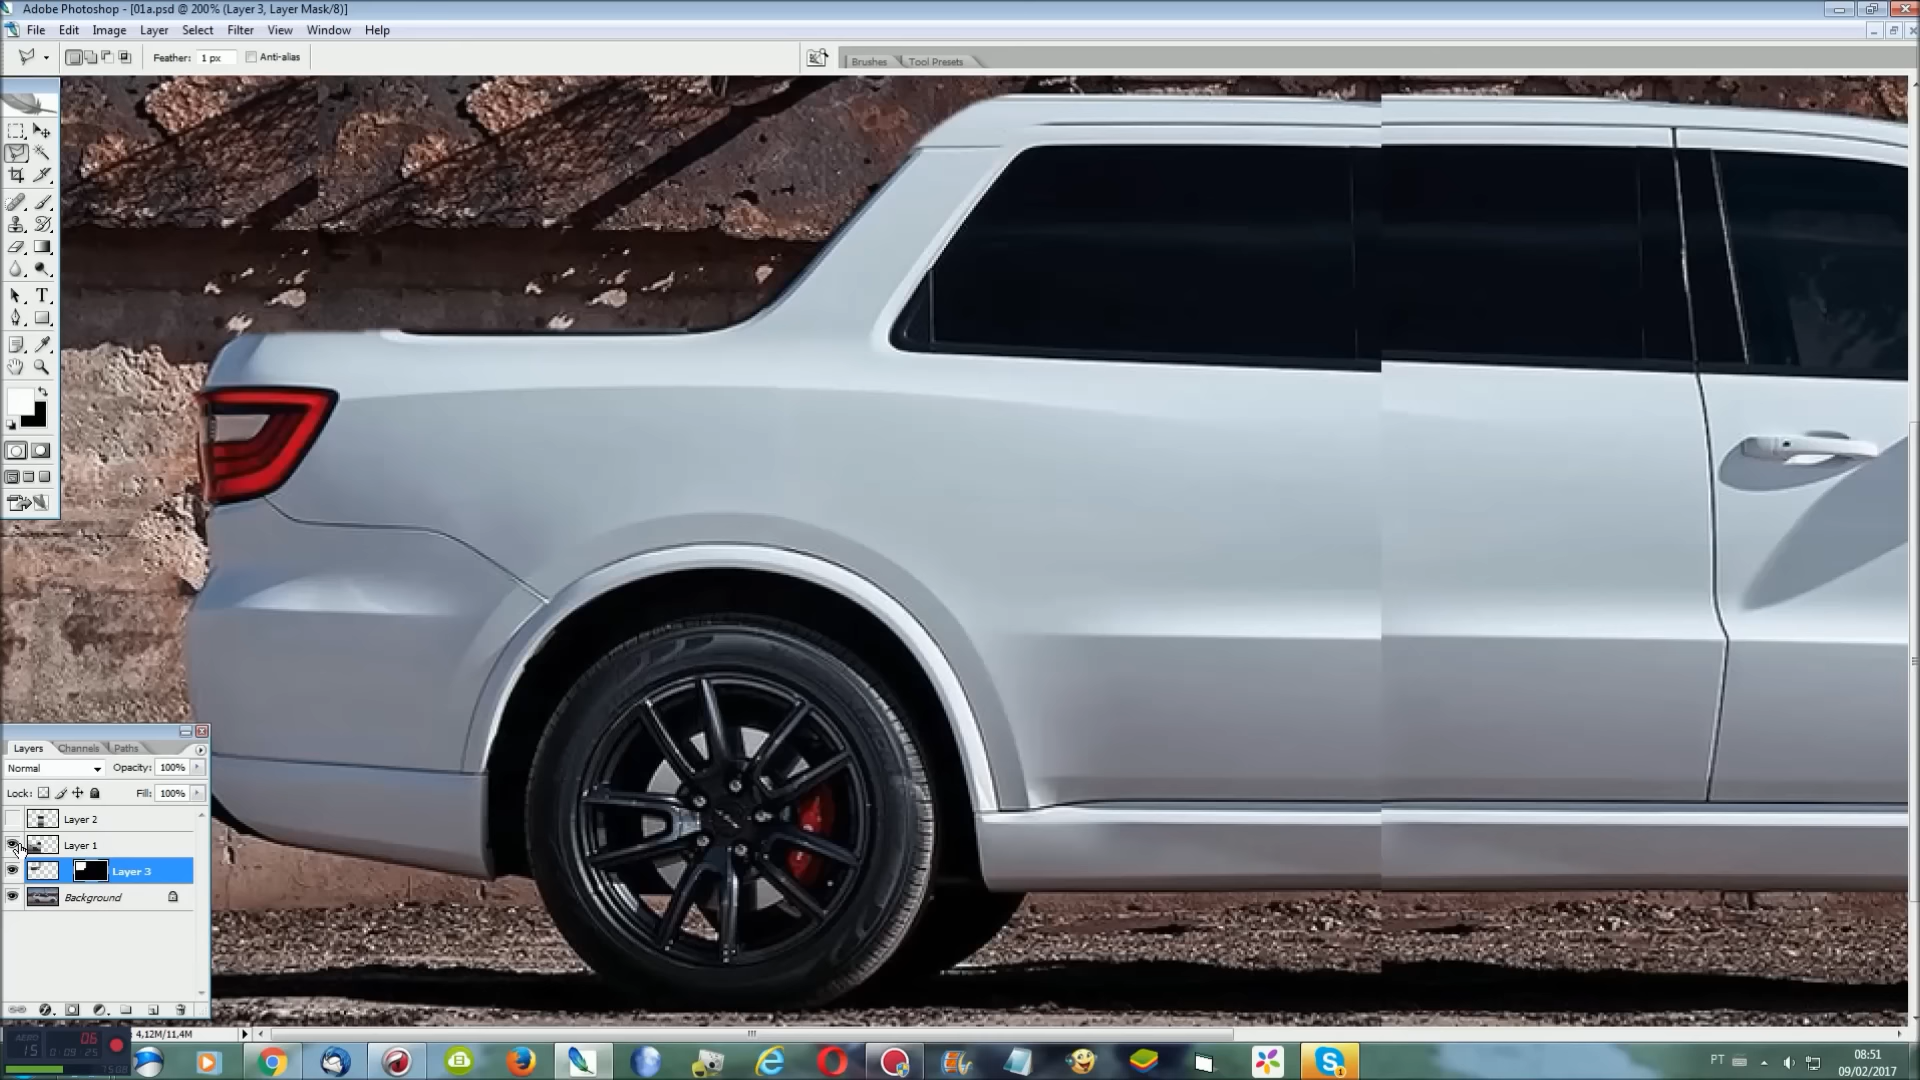 Adobe Photoshop - [01a.psd @ 200% (Layer 3, Layer Mask/8)]
File Edit Image Layer Select Filter View Window Help
Feather: 1 px Anti-alias
Brushes Tool Presets
Layers Channels Paths
Normal Opacity: 100%
Lock: Fill: 100%
Layer 2
Layer 1
Layer 3
Background
4,12M/11,4M
PT
08:51
09/02/2017